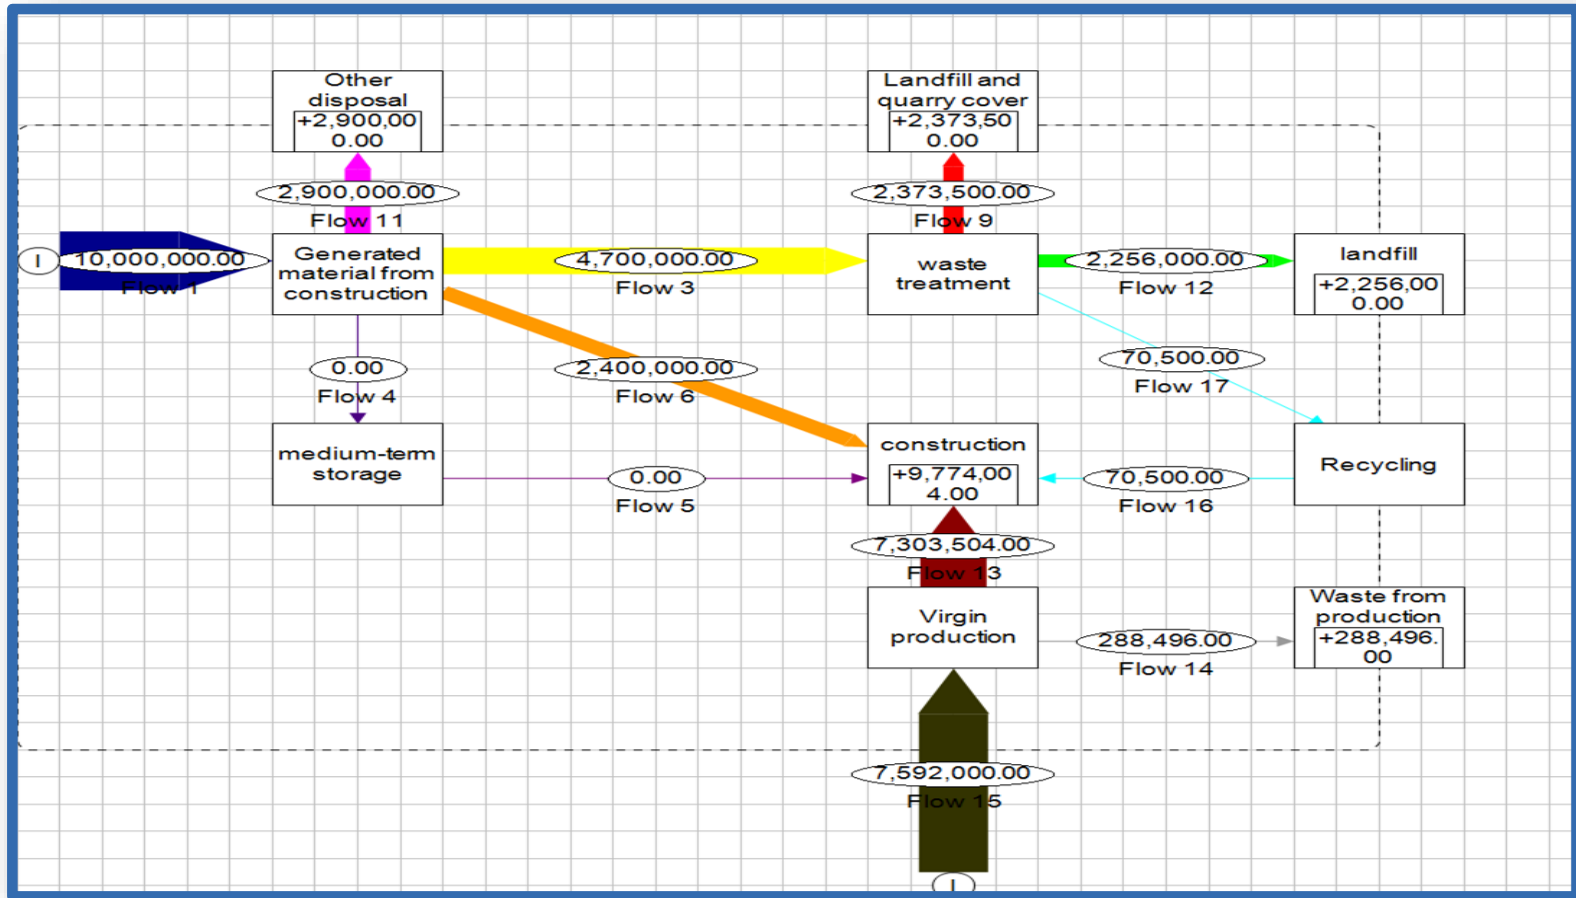 Other
disposal
+2,900,00
0.00
Landfill and
quarry cover
+2,373,50
0.00
2,900,000.00
Flow 11
2,373,500.00
Flow 9
I
10,000,000.00
Flow 1
Generated
material from
construction
4,700,000.00
Flow 3
waste
treatment
2,256,000.00
Flow 12
landfill
+2,256,00
0.00
0.00
Flow 4
2,400,000.00
Flow 6
70,500.00
Flow 17
medium-term
storage
0.00
Flow 5
construction
+9,774,00
4.00
70,500.00
Flow 16
Recycling
7,303,504.00
Flow 13
Virgin
production
288,496.00
Flow 14
Waste from
production
+288,496.
00
7,592,000.00
Flow 15
I